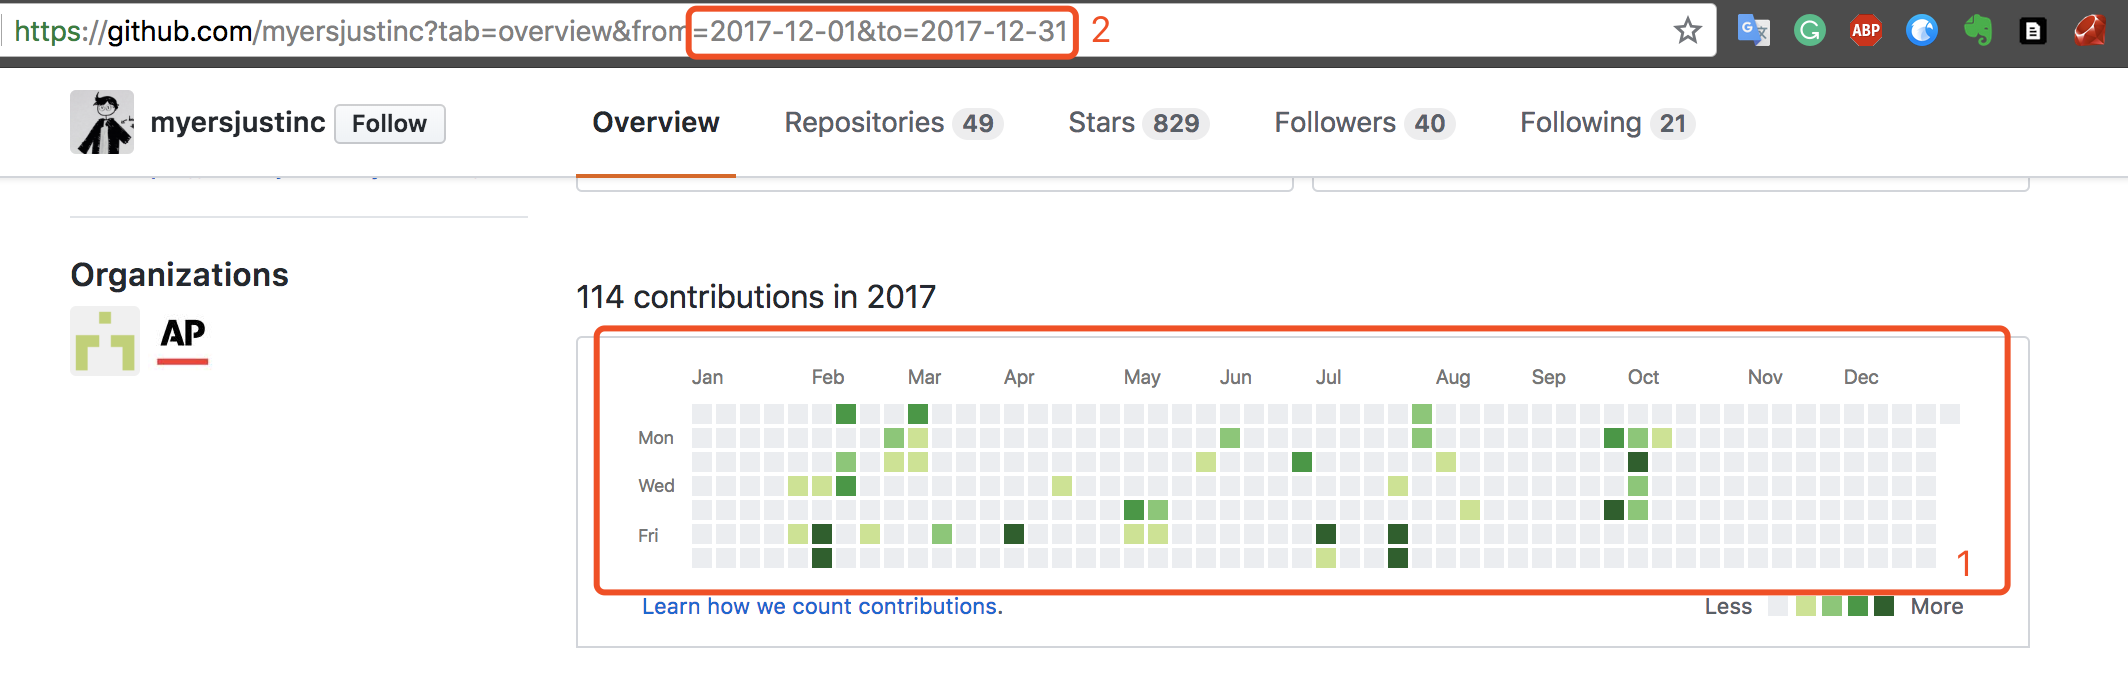 https://github.com/myersjustinc?tab=overview&from=2017-12-01&to=2017-12-31 2
G ABP
myersjustinc Follow Overview Repositories 49 Stars 829 Followers 40 Following 21
Organizations
AP
114 contributions in 2017
Jan Feb Mar Apr May Jun Jul Aug Sep Oct Nov Dec
Mon
Wed
Fri
1
Learn how we count contributions.
Less More